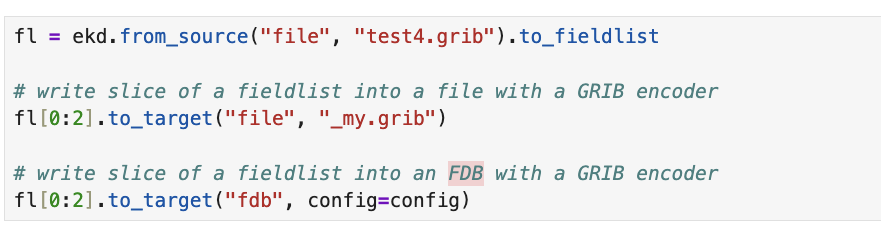 fl = ekd.from_source("file", "test4.grib").to_fieldlist
# write slice of a fieldlist into a file with a GRIB encoder
fl[0:2].to_target("file", "_my.grib")
# write slice of a fieldlist into an FDB with a GRIB encoder
fl[0:2].to_target("fdb", config=config)